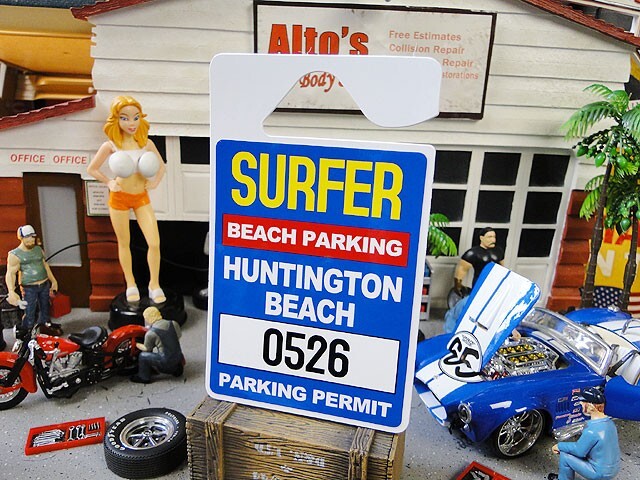 Alto's
Body
Free Estimates
Collision Repair
Repair
OFFICE OFFICE
SURFER
BEACH PARKING
HUNTINGTON
BEACH
0526
PARKING PERMIT